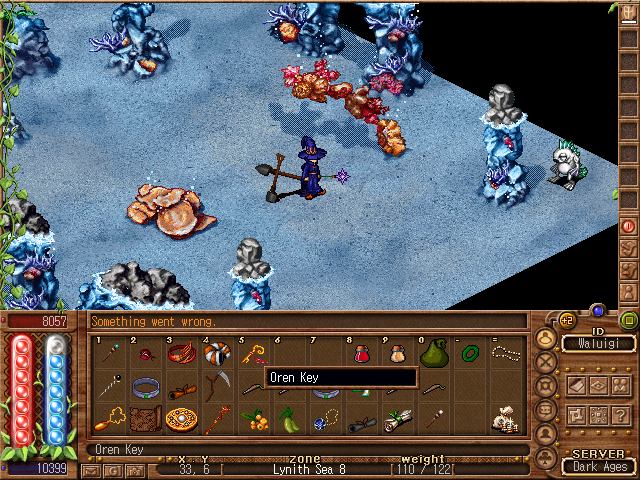 8057
Something went wrong.
+2
ID
Waluigi
1 2 3 4 5 6 7 8 9 0 - =
Oren Key
Oren Key
X Y zone weight
10399
33, 6
Lynith Sea 8
110 / 122
G
?
SERVER
Dark Ages